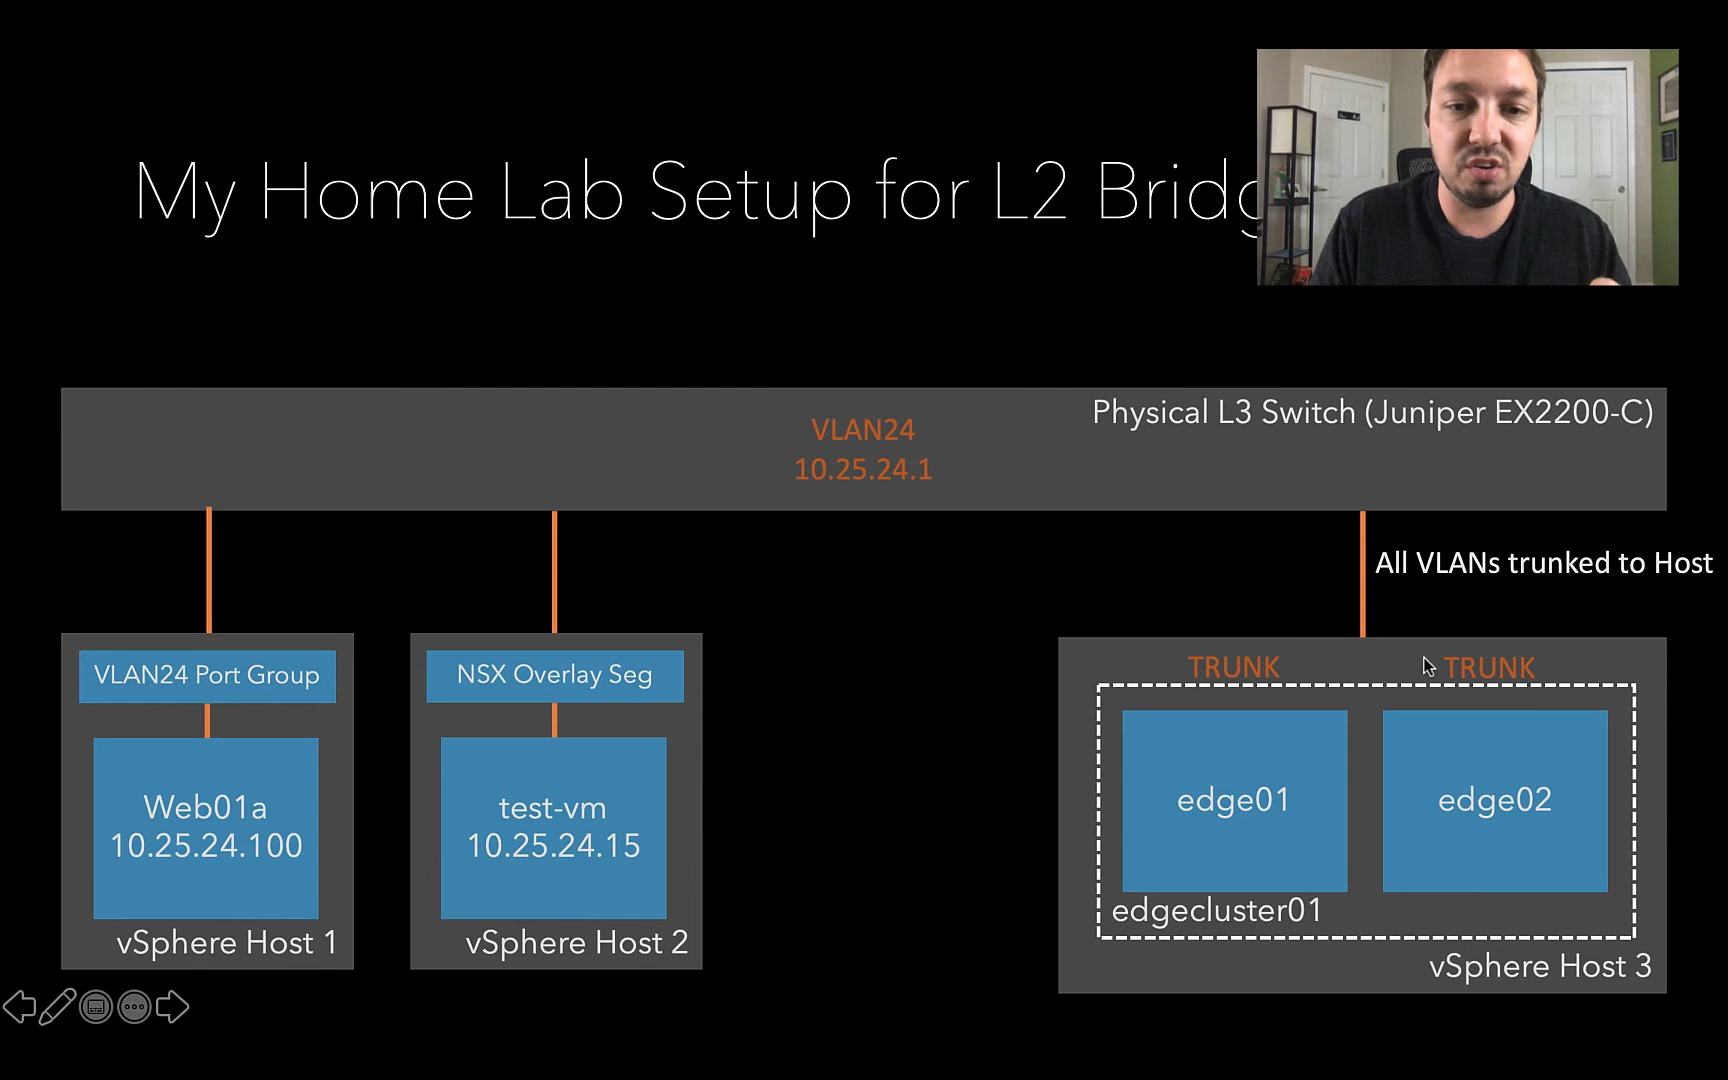 My Home Lab Setup for L2
Physical L3 Switch (Juniper EX2200-C)
VLAN24
10.25.24.1
All VLANs trunked to Host
VLAN24 Port Group
NSX Overlay Seg
TRUNK
TRUNK
Web01a
10.25.24.100
test-vm
10.25.24.15
edge01
edge02
edgecluster01
vSphere Host 1
vSphere Host 2
vSphere Host 3